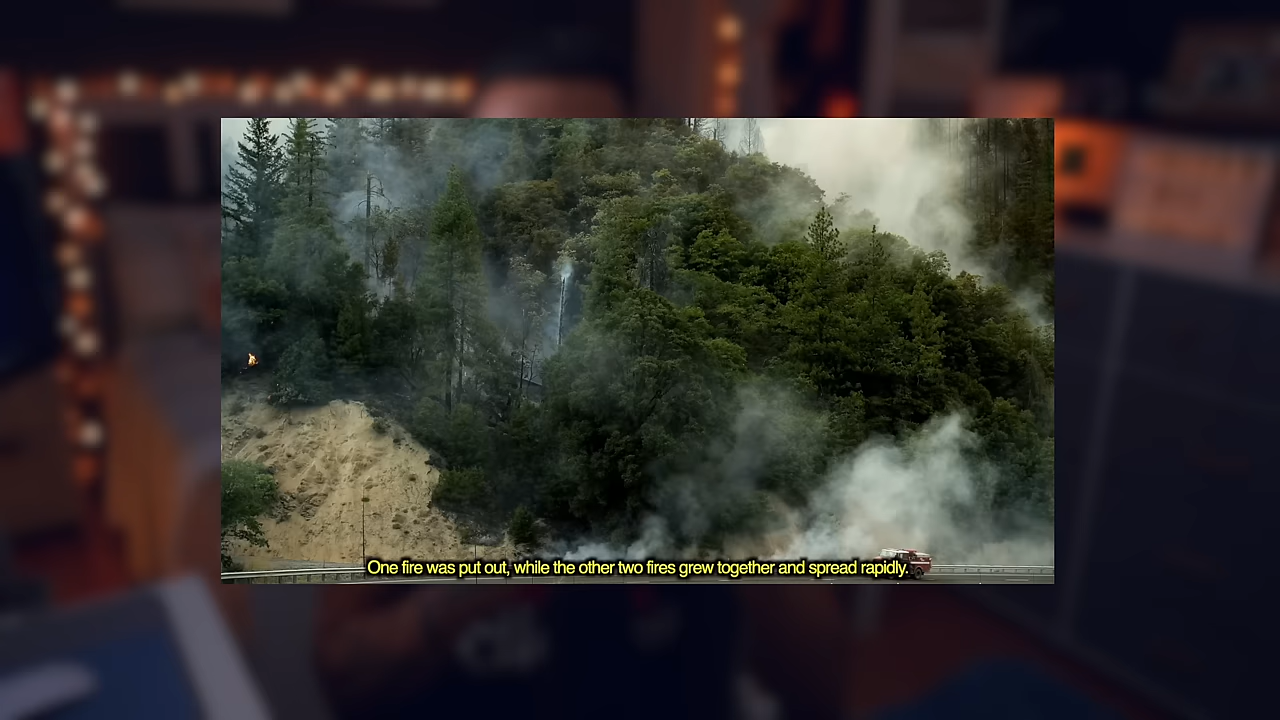 One fire was put out, while the other two fires grew together and spread rapidly.